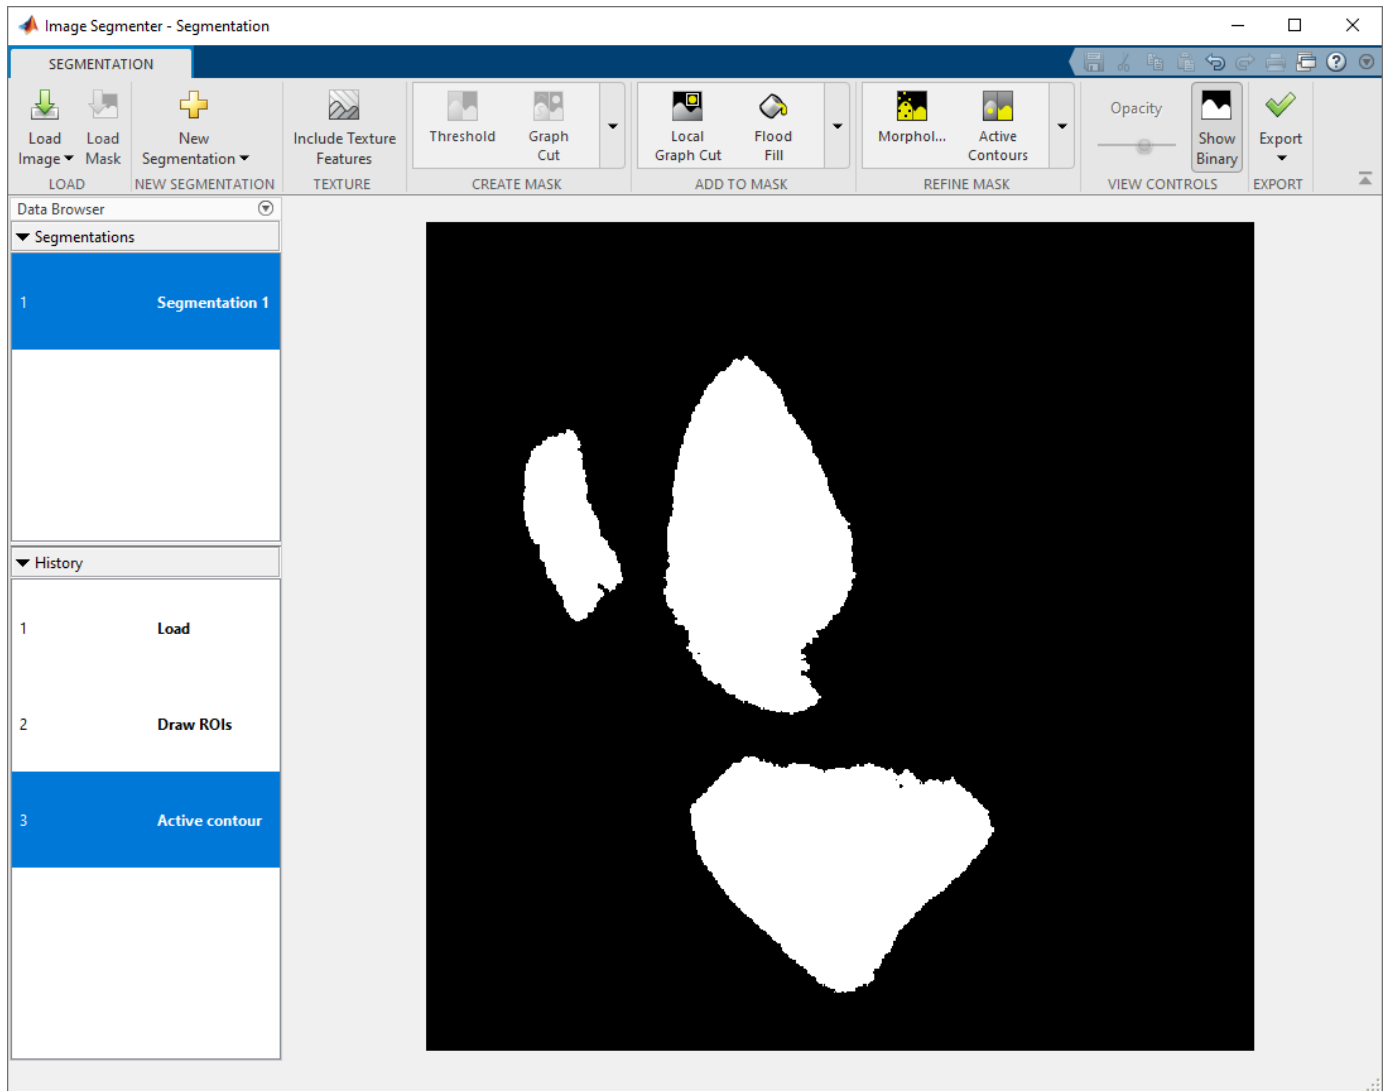 Image Segmenter - Segmentation
SEGMENTATION
Load Image
Load Mask
New Segmentation
Include Texture Features
Threshold
Graph Cut
Local Graph Cut
Flood Fill
Morphol...
Active Contours
Opacity
Show Binary
Export
LOAD
NEW SEGMENTATION
TEXTURE
CREATE MASK
ADD TO MASK
REFINE MASK
VIEW CONTROLS
EXPORT
Data Browser
Segmentations
1 Segmentation 1
History
1 Load
2 Draw ROIs
3 Active contour